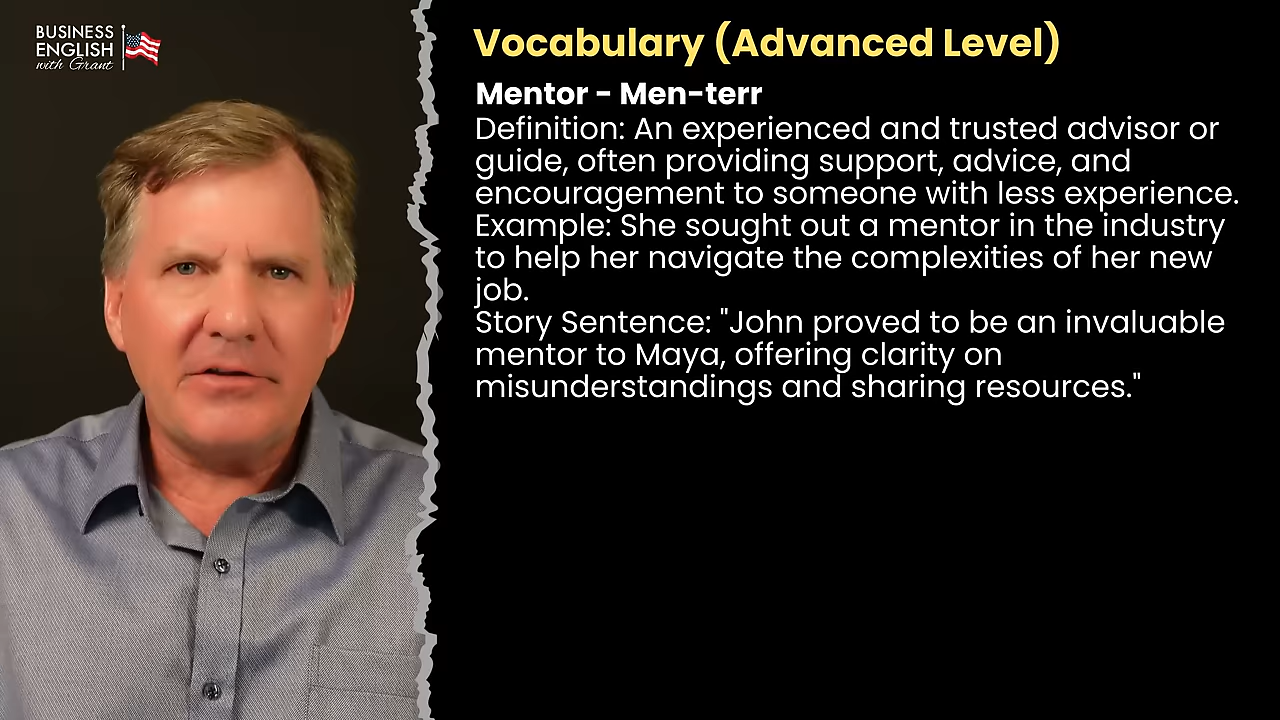 BUSINESS
ENGLISH
with Grant
Vocabulary (Advanced Level)
Mentor - Men-terr
Definition: An experienced and trusted advisor or
guide, often providing support, advice, and
encouragement to someone with less experience.
Example: She sought out a mentor in the industry
to help her navigate the complexities of her new
job.
Story Sentence: "John proved to be an invaluable
mentor to Maya, offering clarity on
misunderstandings and sharing resources."